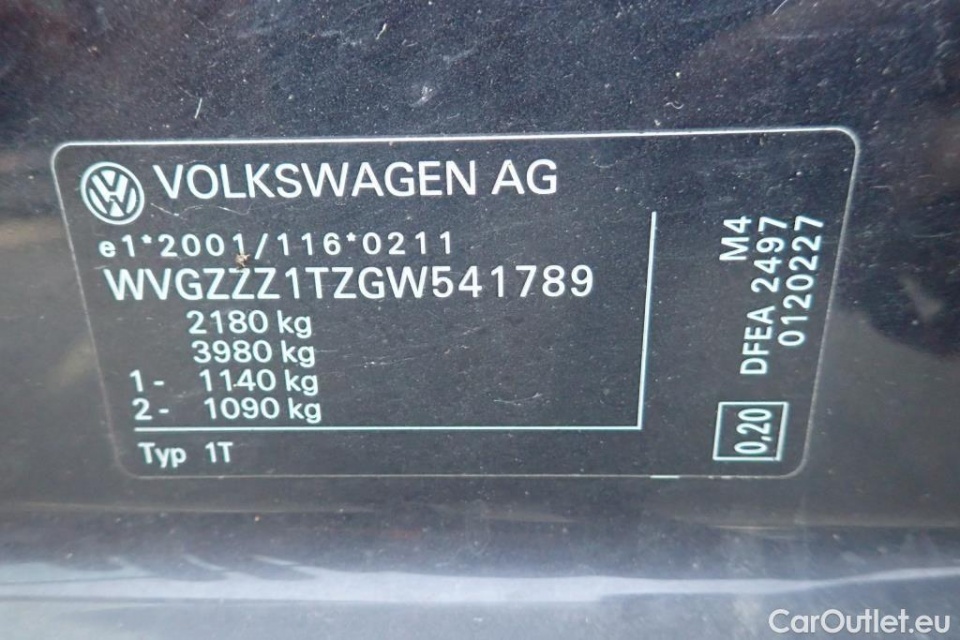 VOLKSWAGEN AG
e1*2001/116*0211
WVGZZZ1TZGW541789
2180 kg
3980 kg
1- 1140 kg
2- 1090 kg
Typ 1T
M4
DFEA 2497
0120227
0,20
CarOutlet.eu